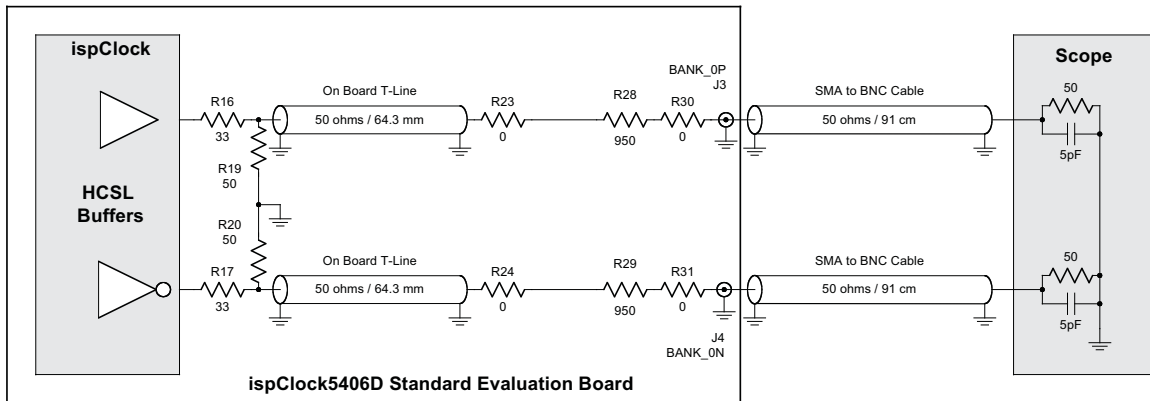 ispClock
HCSL
Buffers
R16
33
R19
50
R20
50
R17
33
On Board T-Line
50 ohms / 64.3 mm
R23
0
R28
950
R30
0
BANK_0P
J3
SMA to BNC Cable
50 ohms / 91 cm
Scope
50
5pF
On Board T-Line
50 ohms / 64.3 mm
R24
0
R29
950
R31
0
J4
BANK_0N
SMA to BNC Cable
50 ohms / 91 cm
50
5pF
ispClock5406D Standard Evaluation Board